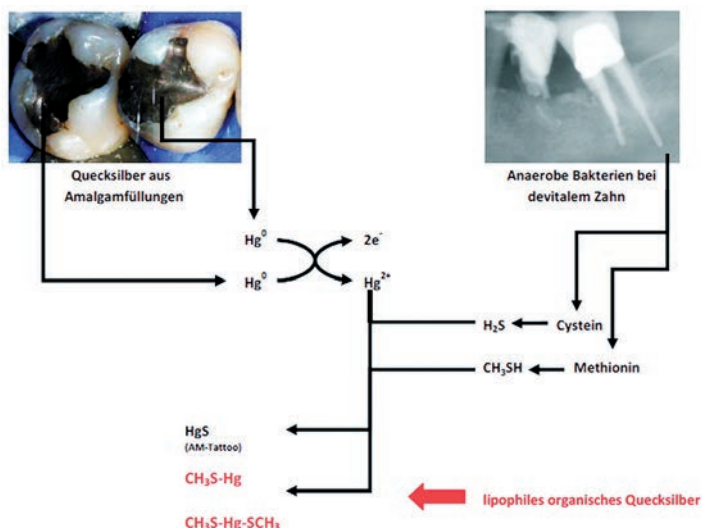 Quecksilber aus
Amalgamfüllungen
Anaerobe Bakterien bei
devitalem Zahn
Hg⁰
2e⁻
Hg⁰
Hg²⁺
H₂S
Cystein
CH₃SH
Methionin
HgS
(AM-Tattoo)
CH₃S-Hg
lipophiles organisches Quecksilber
CH₃S-Hg-SCH₃